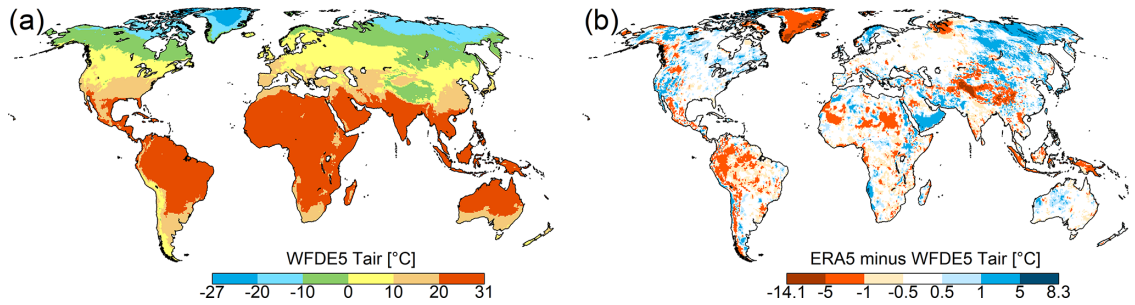 (a)
WFDE5 Tair [°C]
-27 -20 -10 0 10 20 31
(b)
ERA5 minus WFDE5 Tair [°C]
-14.1 -5 -1 -0.5 0.5 1 5 8.3